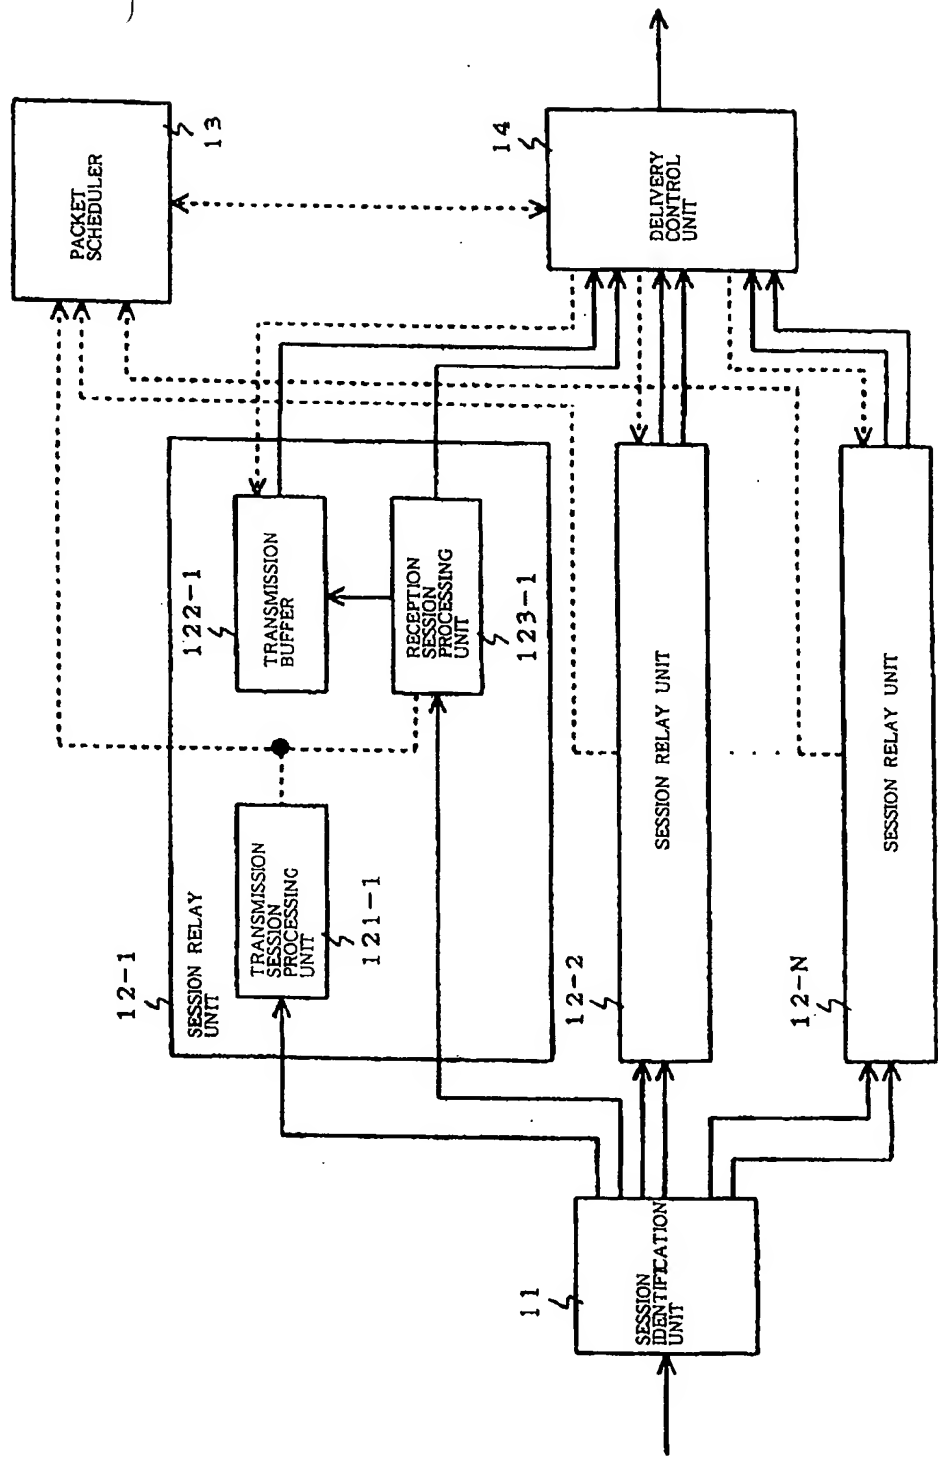 13
PACKET
SCHEDULER
14
DELIVERY
CONTROL
UNIT
12-1
SESSION RELAY
UNIT
122-1
TRANSMISSION
BUFFER
TRANSMISSION
SESSION
PROCESSING
UNIT
121-1
RECEPTION
SESSION
PROCESSING
UNIT
123-1
12-2
SESSION RELAY UNIT
12-N
SESSION RELAY UNIT
11
SESSION
IDENTIFICATION
UNIT